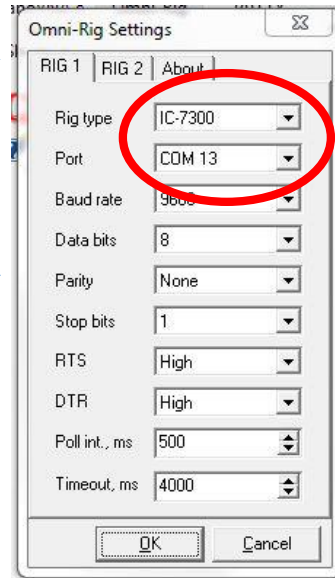 Omni-Rig Settings
RIG 1 RIG 2 About
Rig type IC-7300
Port COM 13
Baud rate 9600
Data bits 8
Parity None
Stop bits 1
RTS High
DTR High
Poll int., ms 500
Timeout, ms 4000
OK Cancel